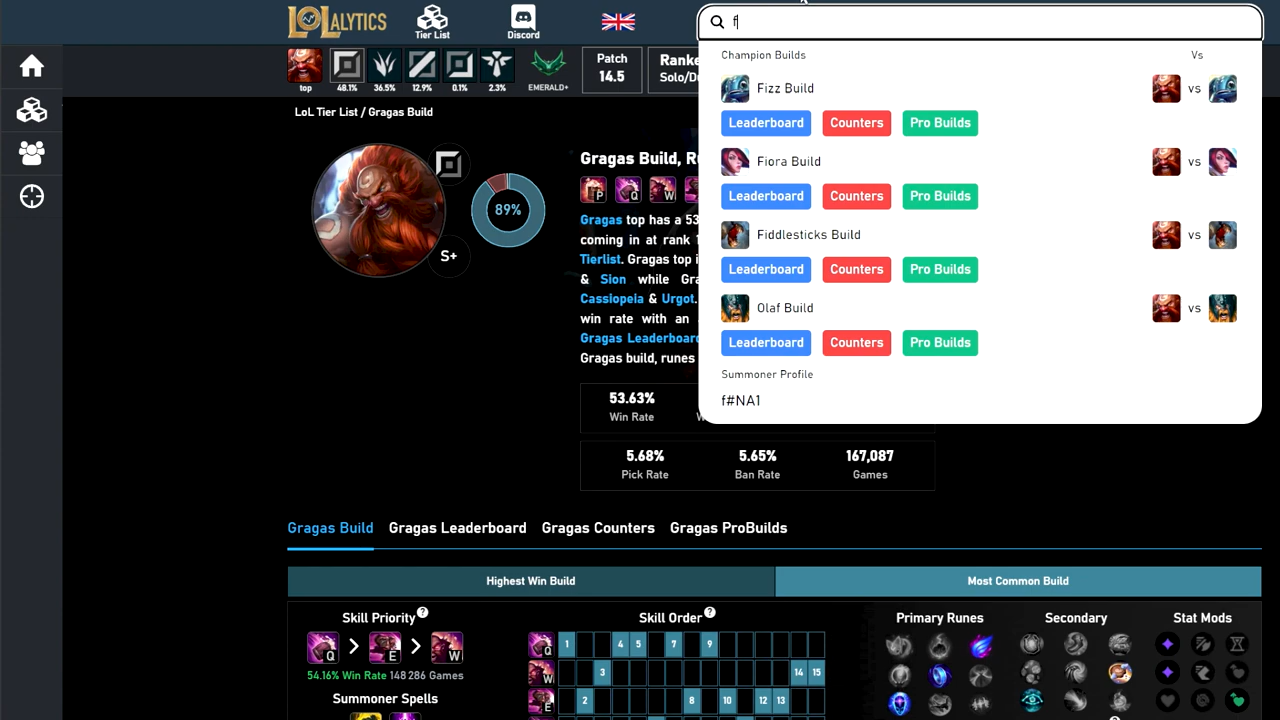 LOLALYTICS
Tier List
Discord
f
top
48.1%
36.5%
12.9%
0.1%
2.3%
EMERALD+
Patch
14.5
Ranke
Solo/Du
Champion Builds
Vs
Fizz Build
vs
Leaderboard
Counters
Pro Builds
Fiora Build
vs
Leaderboard
Counters
Pro Builds
Fiddlesticks Build
vs
Leaderboard
Counters
Pro Builds
Olaf Build
vs
Leaderboard
Counters
Pro Builds
Summoner Profile
f#NA1
LoL Tier List / Gragas Build
89%
S+
Gragas Build, R
P
Q
W
Gragas top has a 53
coming in at rank 1
Tierlist. Gragas top i
& Sion while Gra
Cassiopeia & Urgot.
win rate with an
Gragas Leaderboard
Gragas build, runes
53.63%
Win Rate
W
5.68%
Pick Rate
5.65%
Ban Rate
167,087
Games
Gragas Build
Gragas Leaderboard
Gragas Counters
Gragas ProBuilds
Highest Win Build
Most Common Build
Skill Priority ?
Q > E > W
54.16% Win Rate 148 286 Games
Summoner Spells
Skill Order ?
Q 1 4 5 7 9
W 3 14 15
E 2 8 10 12 13
Primary Runes
Secondary
Stat Mods